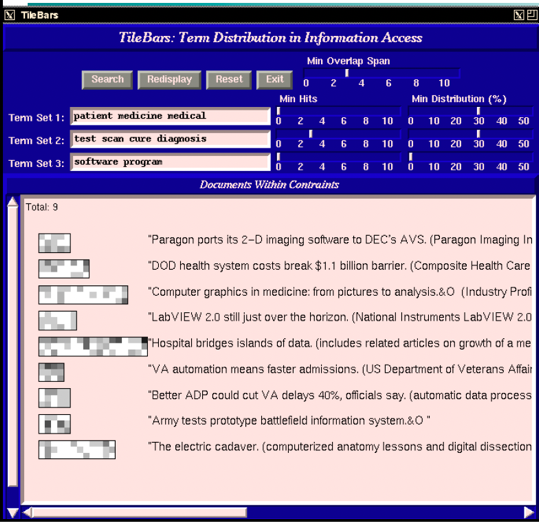 TileBars
TileBars: Term Distribution in Information Access
Min Overlap Span
Search Redisplay Reset Exit
0 2 4 6 8 10
Min Hits Min Distribution (%)
Term Set 1: patient medicine medical
0 2 4 6 8 10 0 10 20 30 40 50
Term Set 2: test scan cure diagnosis
0 2 4 6 8 10 0 10 20 30 40 50
Term Set 3: software program
0 2 4 6 8 10 0 10 20 30 40 50
Documents Within Contraints
Total: 9
"Paragon ports its 2-D imaging software to DEC's AVS. (Paragon Imaging In
"DOD health system costs break $1.1 billion barrier. (Composite Health Care
"Computer graphics in medicine: from pictures to analysis.&O (Industry Profi
"LabVIEW 2.0 still just over the horizon. (National Instruments LabVIEW 2.0
"Hospital bridges islands of data. (includes related articles on growth of a me
"VA automation means faster admissions. (US Department of Veterans Affair
"Better ADP could cut VA delays 40%, officials say. (automatic data process
"Army tests prototype battlefield information system.&O "
"The electric cadaver. (computerized anatomy lessons and digital dissection